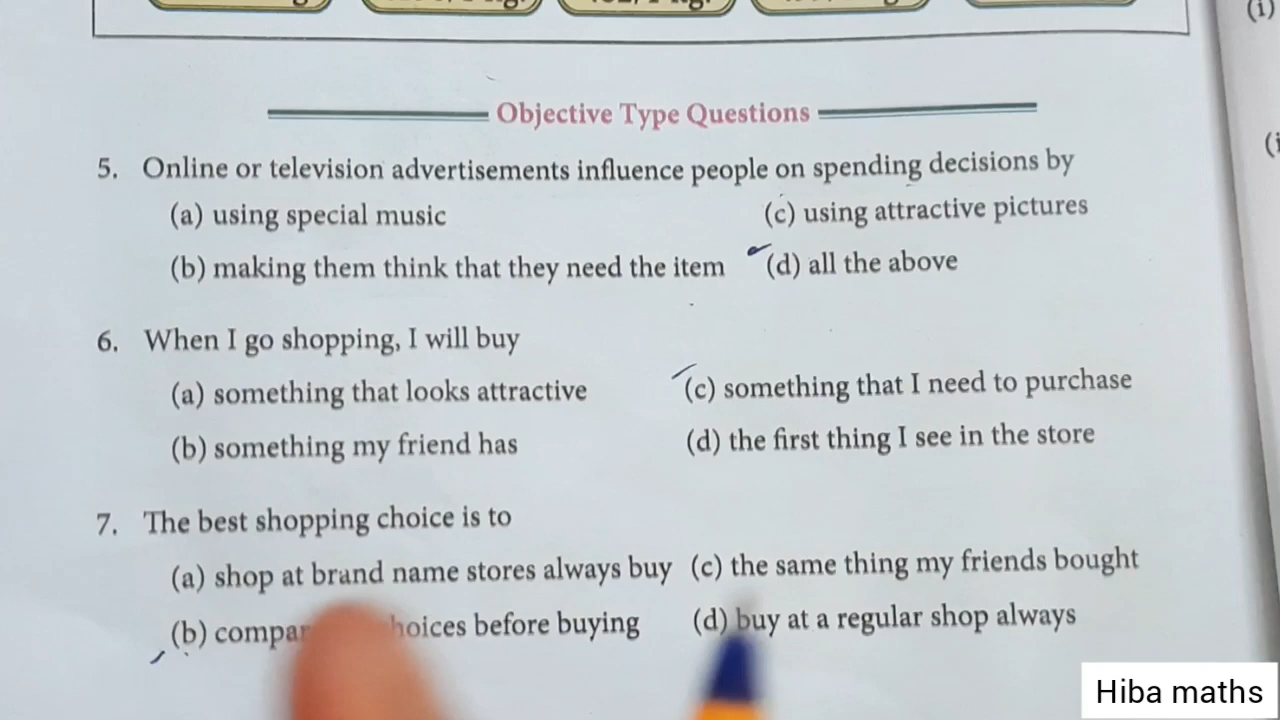 Objective Type Questions
5. Online or television advertisements influence people on spending decisions by
(a) using special music (c) using attractive pictures
(b) making them think that they need the item (d) all the above
6. When I go shopping, I will buy
(a) something that looks attractive (c) something that I need to purchase
(b) something my friend has (d) the first thing I see in the store
7. The best shopping choice is to
(a) shop at brand name stores always buy (c) the same thing my friends bought
(b) before buying (d) buy at a regular shop always
(i)
Hiba maths